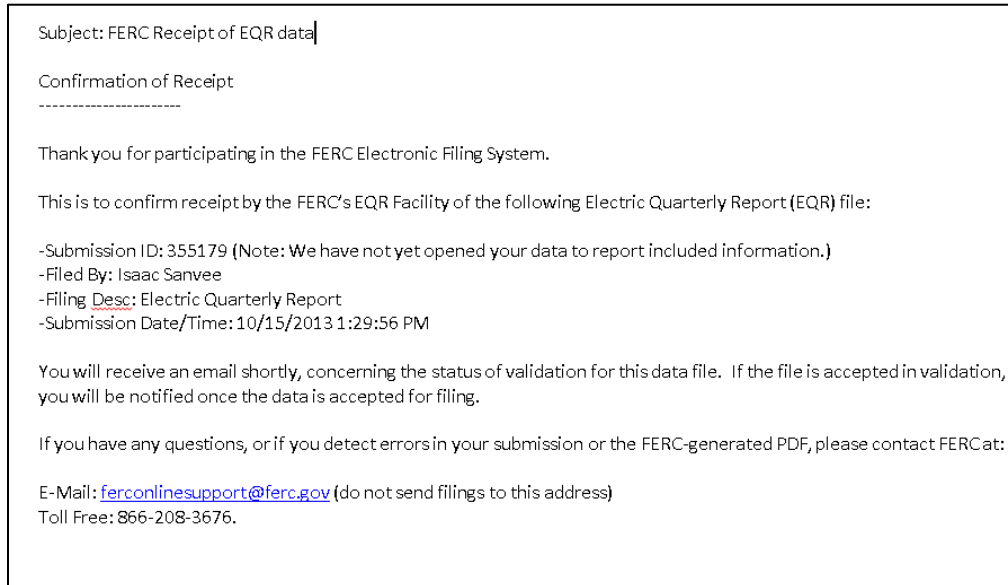 Subject: FERC Receipt of EQR data
Confirmation of Receipt
-----------------------
Thank you for participating in the FERC Electronic Filing System.
This is to confirm receipt by the FERC's EQR Facility of the following Electric Quarterly Report (EQR) file:
-Submission ID: 355179 (Note: We have not yet opened your data to report included information.)
-Filed By: Isaac Sanvee
-Filing Desc: Electric Quarterly Report
-Submission Date/Time: 10/15/2013 1:29:56 PM
You will receive an email shortly, concerning the status of validation for this data file.  If the file is accepted in validation,
you will be notified once the data is accepted for filing.
If you have any questions, or if you detect errors in your submission or the FERC-generated PDF, please contact FERC at:
E-Mail: ferconlinesupport@ferc.gov (do not send filings to this address)
Toll Free: 866-208-3676.